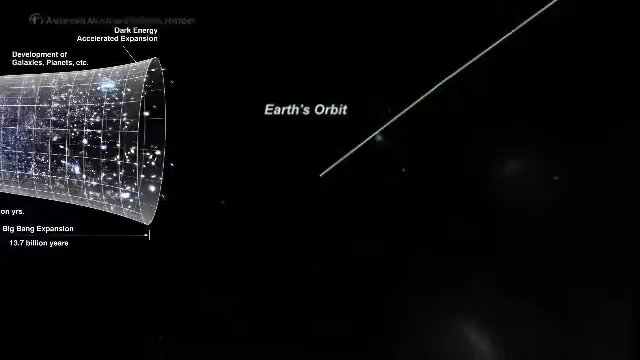 Dark Energy
Accelerated Expansion
Development of
Galaxies, Planets, etc.
Earth's Orbit
on yrs.
Big Bang Expansion
13.7 billion years